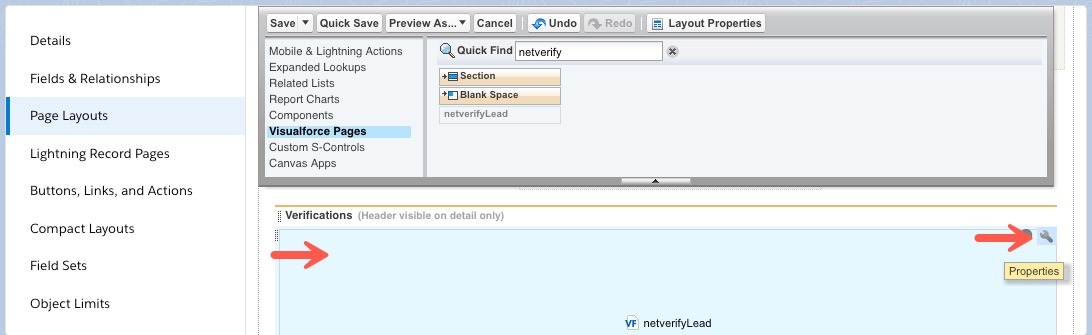 Details
Fields & Relationships
Page Layouts
Lightning Record Pages
Buttons, Links, and Actions
Compact Layouts
Field Sets
Object Limits
Save Quick Save Preview As... Cancel Undo Redo Layout Properties
Mobile & Lightning Actions
Expanded Lookups
Related Lists
Report Charts
Components
Visualforce Pages
Custom S-Controls
Canvas Apps
Quick Find netverify
Section
Blank Space
netverifyLead
Verifications (Header visible on detail only)
Properties
VF netverifyLead